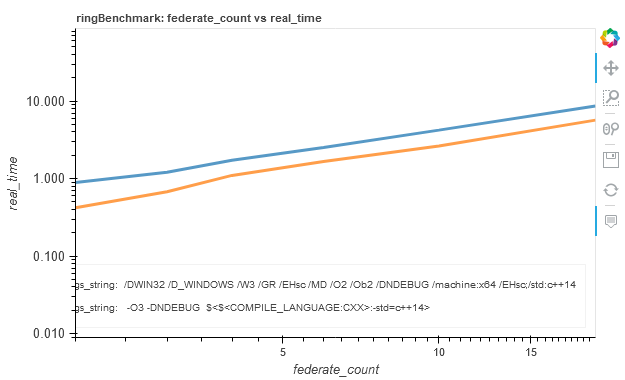 ringBenchmark: federate_count vs real_time
10.000
1.000
0.100
0.010
real_time
gs_string: /DWIN32 /D_WINDOWS /W3 /GR /EHsc /MD /O2 /Ob2 /DNDEBUG /machine:x64 /EHsc;/std:c++14
gs_string: -O3 -DNDEBUG $<$<COMPILE_LANGUAGE:CXX>:-std=c++14>
5
10
15
federate_count